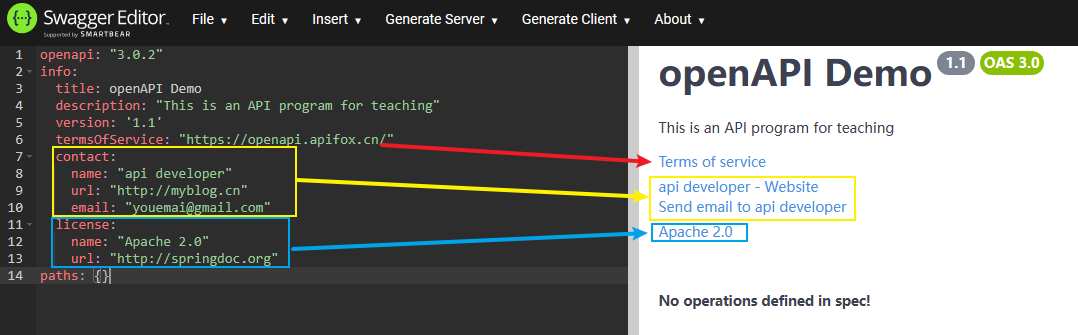 Swagger Editor
Supported by SMARTBEAR
File Edit Insert Generate Server Generate Client About
1 openapi: "3.0.2"
2 info:
3 title: openAPI Demo
4 description: "This is an API program for teaching"
5 version: '1.1'
6 termsOfService: "https://openapi.apifox.cn/"
7 contact:
8 name: "api developer"
9 url: "http://myblog.cn"
10 email: "youemai@gmail.com"
11 license:
12 name: "Apache 2.0"
13 url: "http://springdoc.org"
14 paths: {}
openAPI Demo 1.1 OAS 3.0
This is an API program for teaching
Terms of service
api developer - Website
Send email to api developer
Apache 2.0
No operations defined in spec!